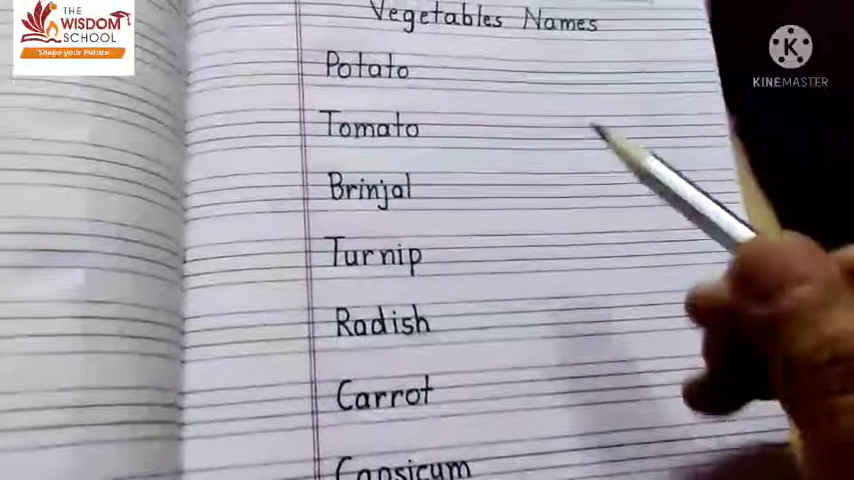 THE
WISDOM
SCHOOL
"Shape your Future"
K
KINEMASTER
Vegetables Names
Potato
Tomato
Brinjal
Turnip
Radish
Carrot
Capsicum